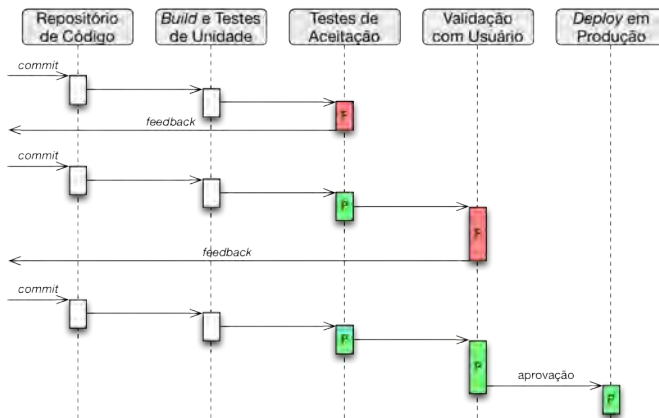 Repositório
de Código
Build e Testes
de Unidade
Testes de
Aceitação
Validação
com Usuário
Deploy em
Produção
commit
F
feedback
commit
P
F
feedback
commit
P
P
aprovação
P